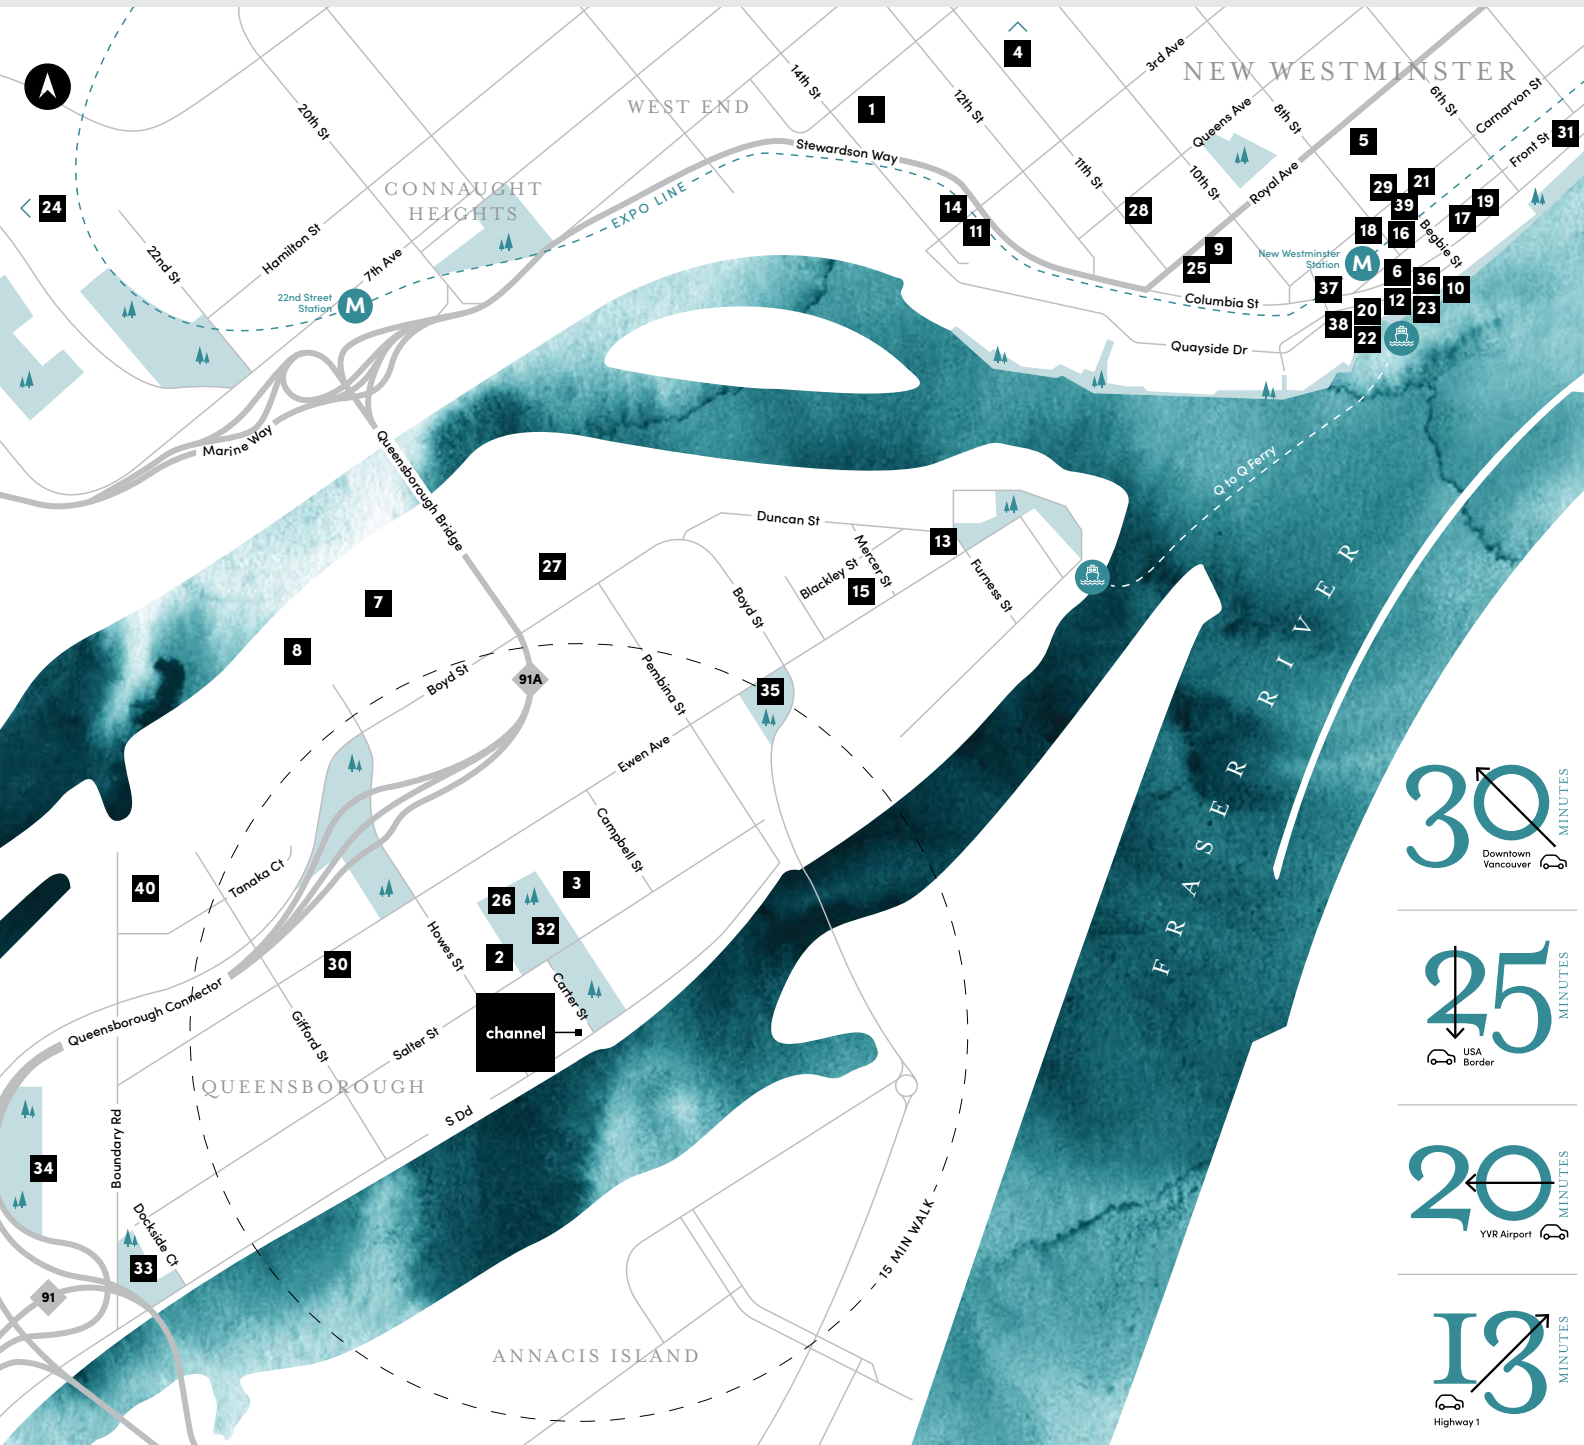 4
3rd Ave
NEW WESTMINSTER
14th St
12th St
6th St
Carnarvon St
WEST END
1
20th St
Queens Ave
8th St
5
31
Front St
Stewardson Way
11th St
10th St
Royal Ave
CONNAUGHT
HEIGHTS
EXPO LINE
24
29
21
39
19
17
14
28
11
18
16
Begbie St
Hamilton St
22nd St
7th Ave
9
25
New Westminster
Station
M
6
36
10
37
12
23
20
38
22
22nd Street
Station
M
Columbia St
Quayside Dr
Marine Way
Queensborough Bridge
Q to Q Ferry
Duncan St
13
Mercer St
Blackley St
15
Furness St
27
7
8
Boyd St
Boyd St
91A
Pembina St
35
Ewen Ave
FRASER RIVER
Campbell St
Tanaka Ct
40
26
3
32
2
Howes St
30
Carter St
Queensborough Connector
Gifford St
Salter St
channel
QUEENSBOROUGH
S Dd
Boundary Rd
34
Dockside Ct
33
91
15 MIN WALK
ANNACIS ISLAND
30
MINUTES
Downtown
Vancouver
25
MINUTES
USA
Border
20
MINUTES
YVR Airport
13
MINUTES
Highway 1